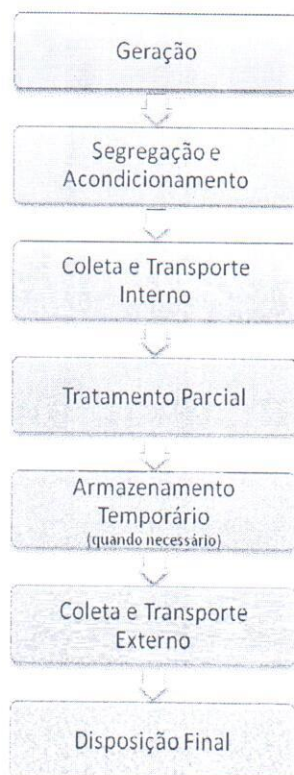 Geração
Segregação e
Acondicionamento
Coleta e Transporte
Interno
Tratamento Parcial
Armazenamento
Temporário
(quando necessário)
Coleta e Transporte
Externo
Disposição Final